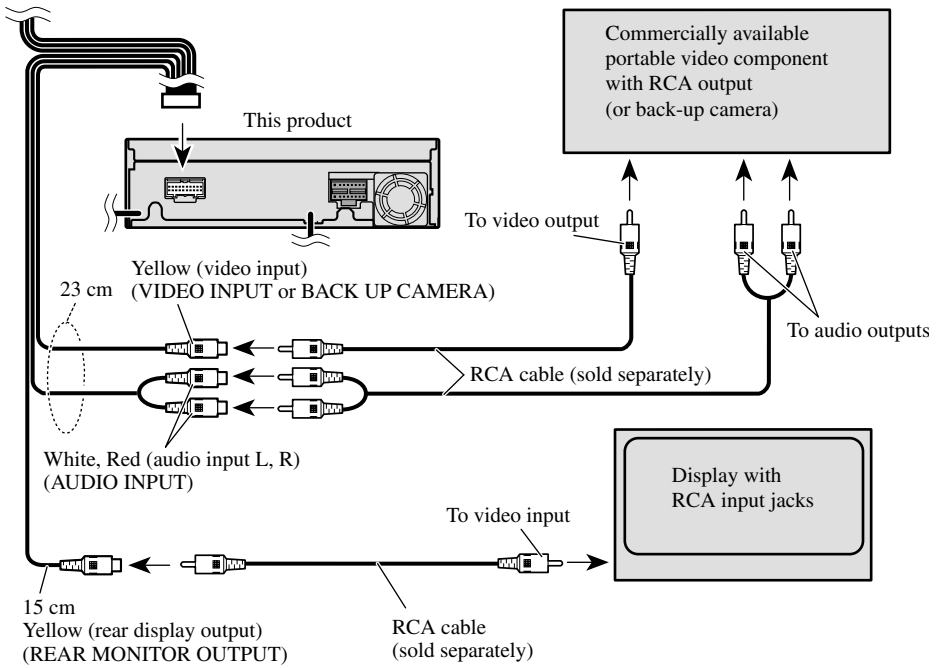 Commercially available
portable video component
with RCA output
(or back-up camera)
This product
To video output
Yellow (video input)
(VIDEO INPUT or BACK UP CAMERA)
23 cm
To audio outputs
RCA cable (sold separately)
White, Red (audio input L, R)
(AUDIO INPUT)
Display with
RCA input jacks
To video input
15 cm
Yellow (rear display output)
(REAR MONITOR OUTPUT)
RCA cable
(sold separately)